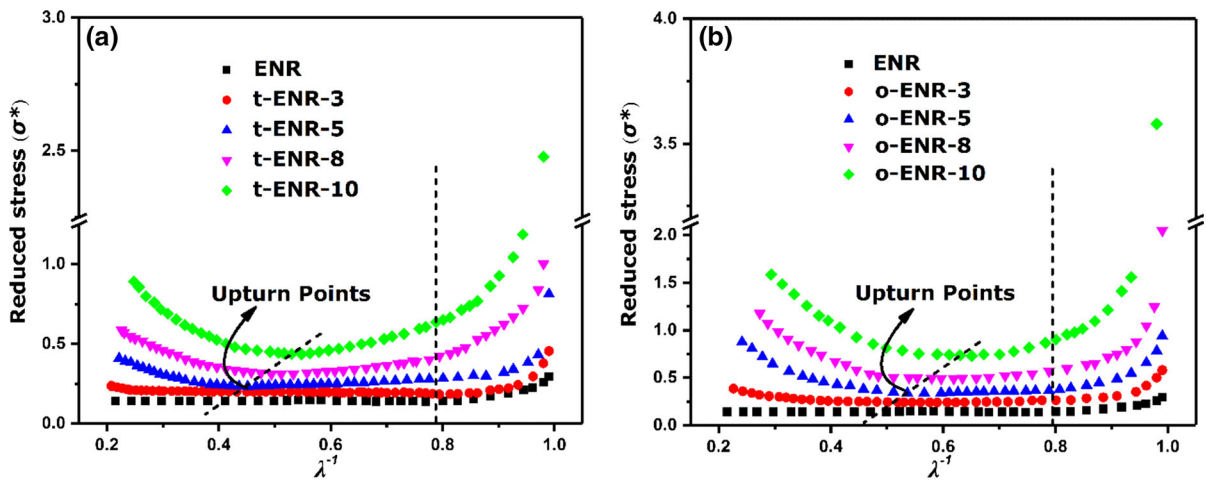 (a)
ENR
t-ENR-3
t-ENR-5
t-ENR-8
t-ENR-10
Upturn Points
Reduced stress (σ*)
3.0
2.5
1.0
0.5
0.0
0.2 0.4 0.6 0.8 1.0
λ⁻¹
(b)
ENR
o-ENR-3
o-ENR-5
o-ENR-8
o-ENR-10
Upturn Points
Reduced stress (σ*)
4.0
3.5
2.0
1.5
1.0
0.5
0.0
0.2 0.4 0.6 0.8 1.0
λ⁻¹